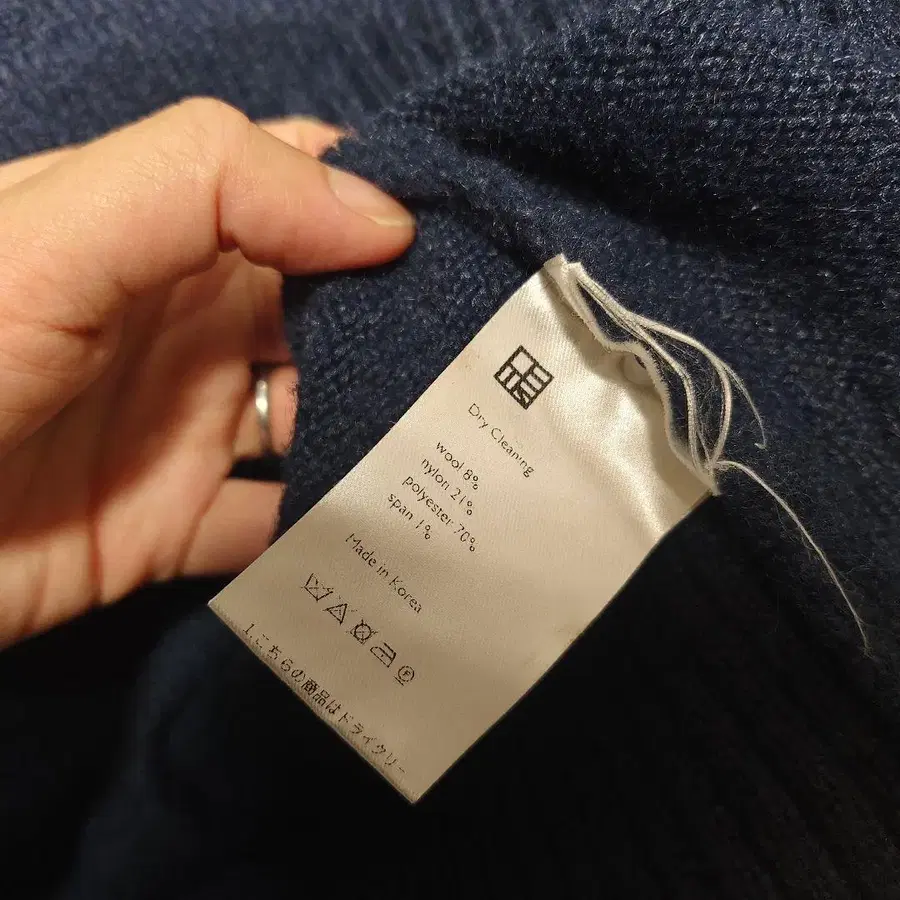 Dry Cleaning
wool 8%
nylon 21%
polyester 70%
span 1%
Made in Korea
P
1.こちらの商品はドライクリー